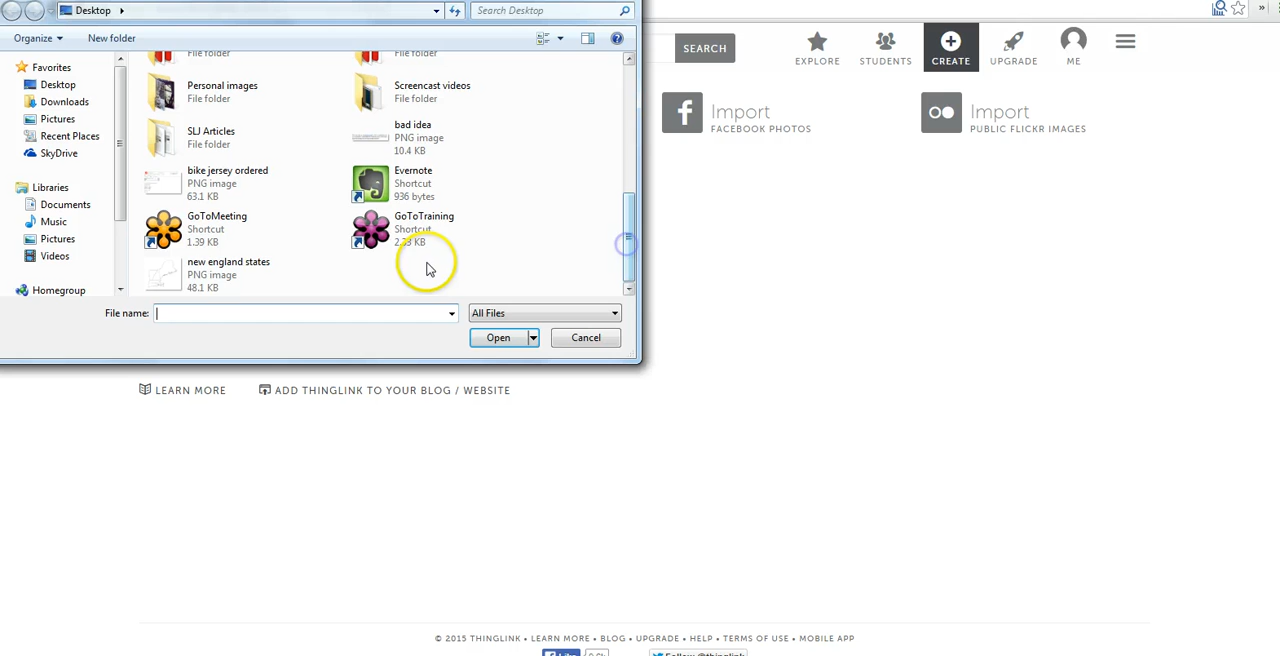 Desktop
Search Desktop
Organize
New folder
SEARCH
EXPLORE
STUDENTS
CREATE
UPGRADE
ME
Favorites
Desktop
Downloads
Pictures
Recent Places
SkyDrive
Libraries
Documents
Music
Pictures
Videos
Homegroup
File folder
File folder
Personal images
File folder
Screencast videos
File folder
SLJ Articles
File folder
bad idea
PNG image
10.4 KB
bike jersey ordered
PNG image
63.1 KB
Evernote
Shortcut
936 bytes
GoToMeeting
Shortcut
1.39 KB
GoToTraining
Shortcut
2.23 KB
new england states
PNG image
48.1 KB
File name:
All Files
Open
Cancel
Import
FACEBOOK PHOTOS
Import
PUBLIC FLICKR IMAGES
LEARN MORE
ADD THINGLINK TO YOUR BLOG / WEBSITE
© 2015 THINGLINK • LEARN MORE • BLOG • UPGRADE • HELP • TERMS OF USE • MOBILE APP
Follow @thinglink